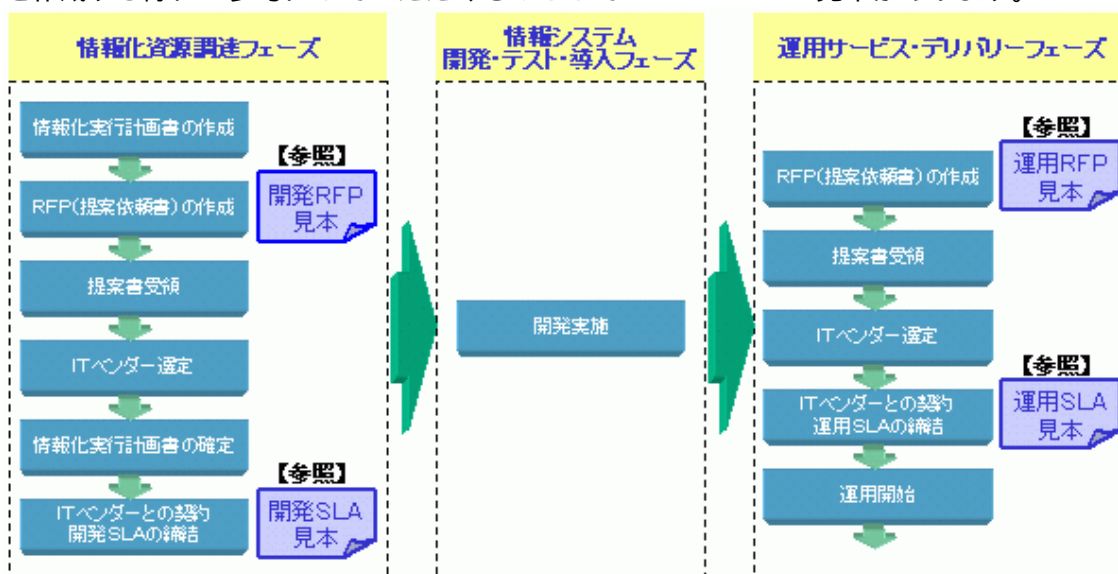 情報化資源調達フェーズ
情報システム
開発・テスト・導入フェーズ
運用サービス・デリバリーフェーズ
情報化実行計画書の作成
【参照】
開発RFP
見本
RFP(提案依頼書)の作成
提案書受領
ITベンダー選定
情報化実行計画書の確定
【参照】
開発SLA
見本
ITベンダーとの契約
開発SLAの締結
開発実施
【参照】
運用RFP
見本
RFP(提案依頼書)の作成
提案書受領
ITベンダー選定
【参照】
運用SLA
見本
ITベンダーとの契約
運用SLAの締結
運用開始